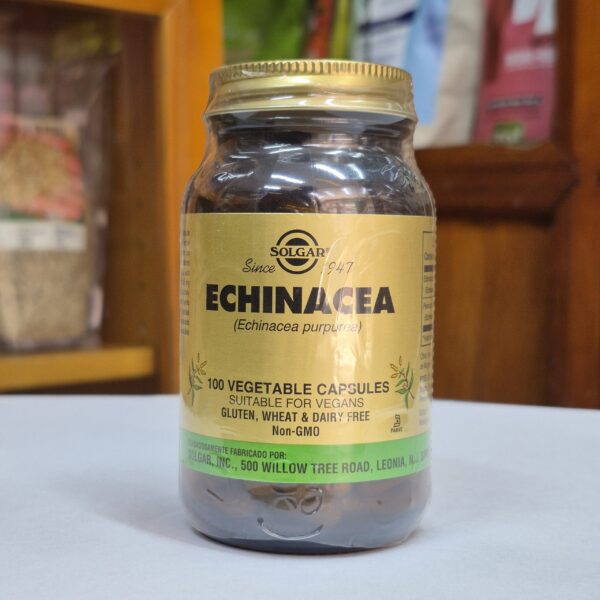 SOLGAR®
Since 1947
ECHINACEA
(Echinacea purpurea)
100 VEGETABLE CAPSULES
SUITABLE FOR VEGANS
GLUTEN, WHEAT & DAIRY FREE
Non-GMO
PAREVE
FABRICADO POR:
SOLGAR, INC., 500 WILLOW TREE ROAD, LEONIA, N.J.